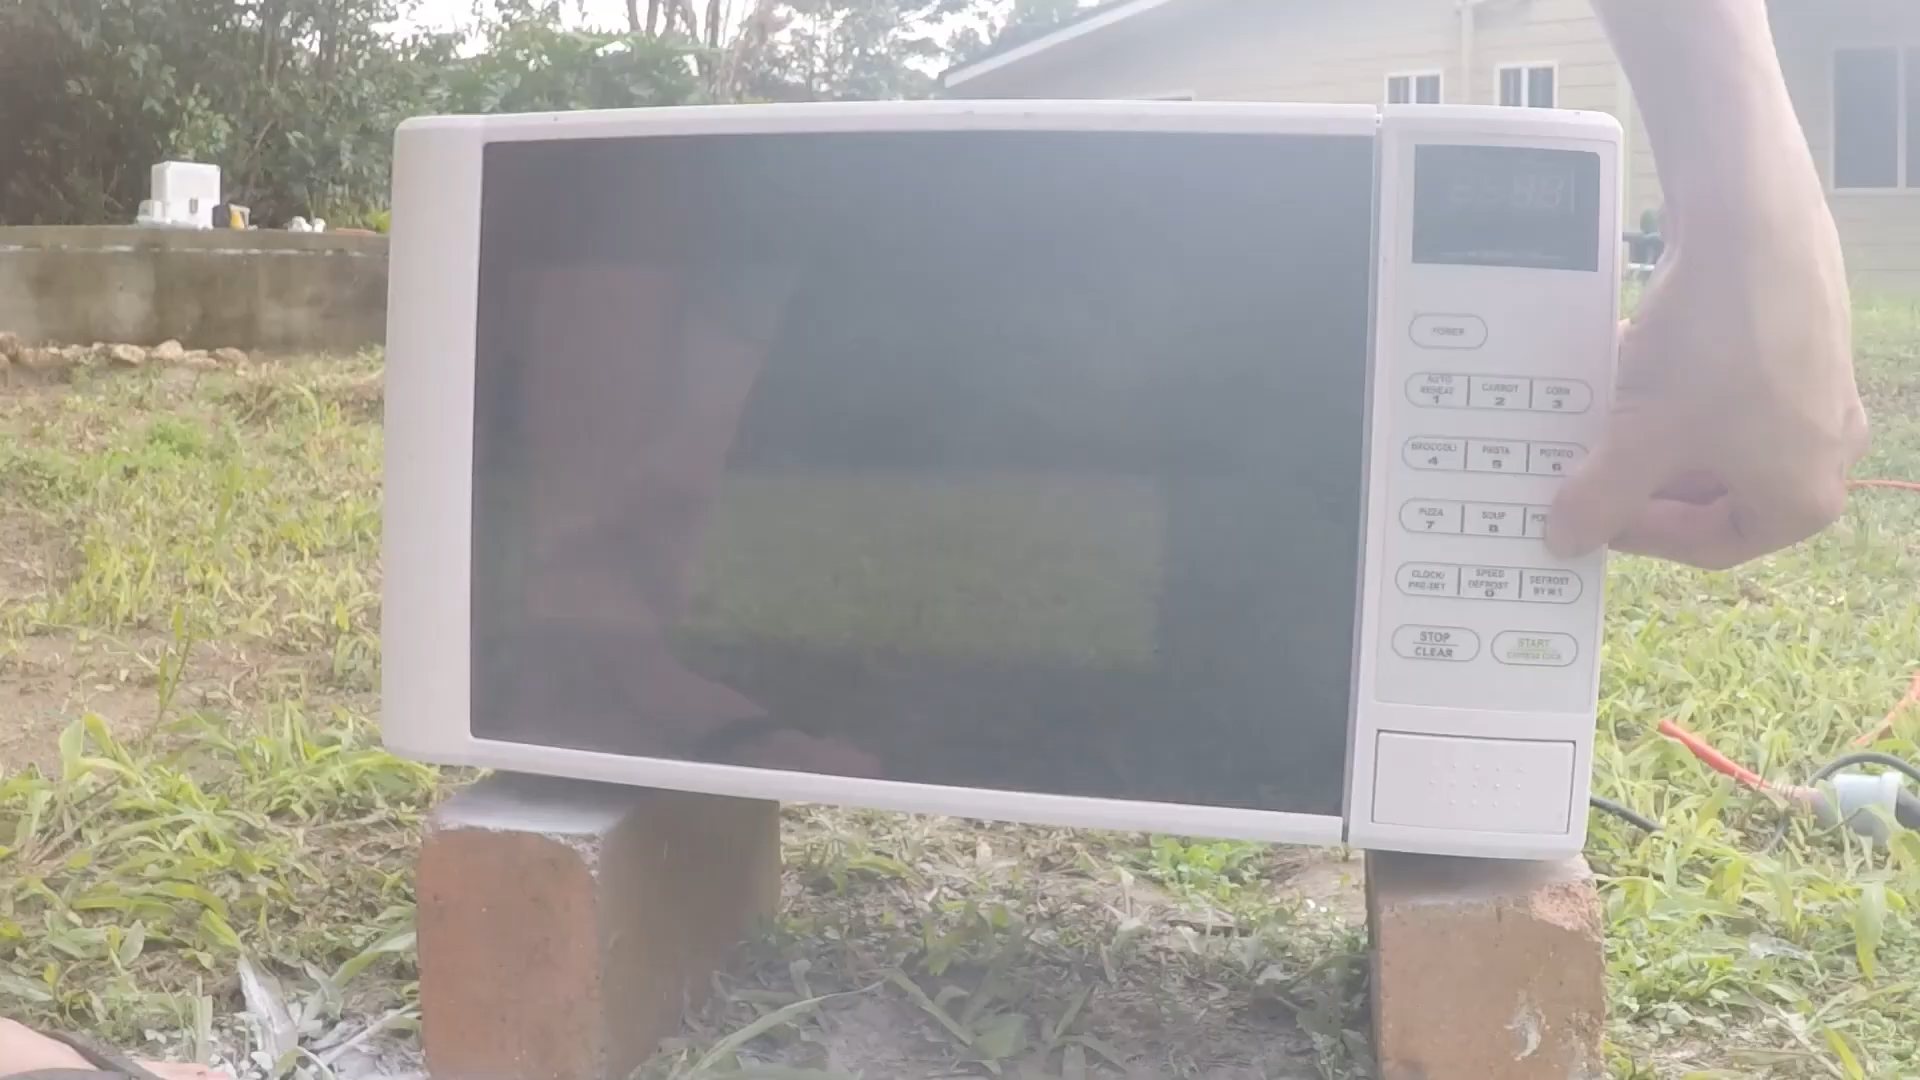 POWER
AUTO REHEAT 1
CARROT 2
CORN 3
BROCCOLI 4
PASTA 5
POTATO 6
PIZZA 7
SOUP 8
CLOCK/ PRE-SET
SPEED DEFROST 0
DEFROST BY W.T.
STOP
CLEAR
START